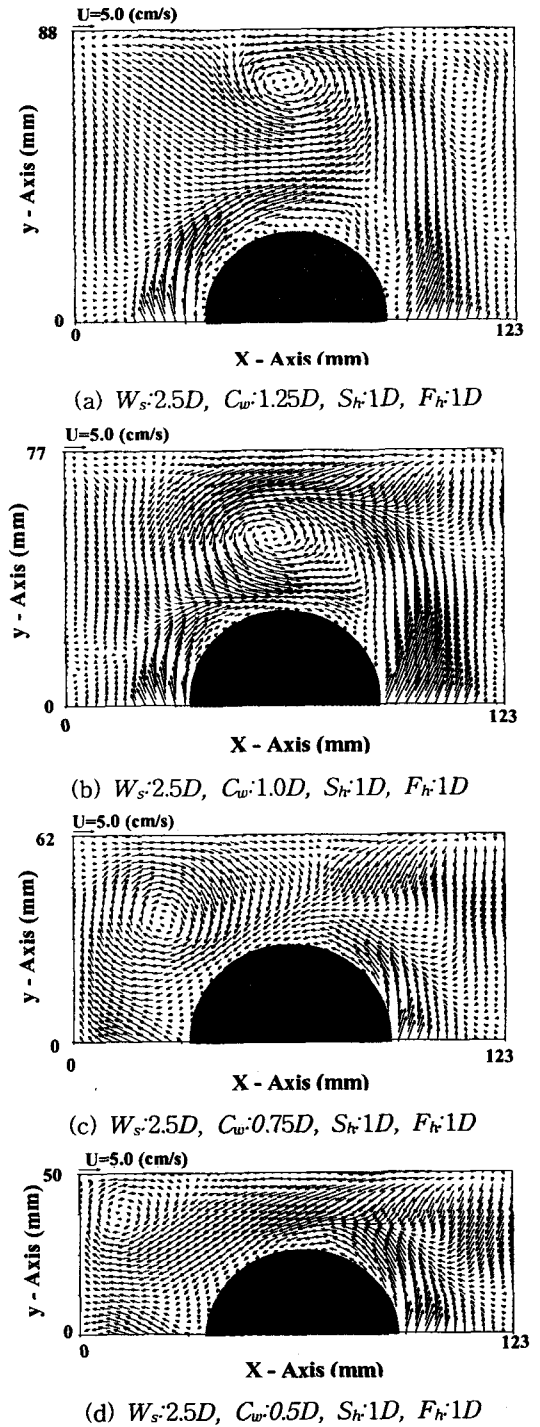 U=5.0 (cm/s)
88
y - Axis (mm)
0
0
123
X - Axis (mm)
(a) Ws:2.5D, Cw:1.25D, Sh:1D, Fh:1D
U=5.0 (cm/s)
77
y - Axis (mm)
0
0
123
X - Axis (mm)
(b) Ws:2.5D, Cw:1.0D, Sh:1D, Fh:1D
U=5.0 (cm/s)
62
y - Axis (mm)
0
0
123
X - Axis (mm)
(c) Ws:2.5D, Cw:0.75D, Sh:1D, Fh:1D
U=5.0 (cm/s)
50
y - Axis (mm)
0
0
123
X - Axis (mm)
(d) Ws:2.5D, Cw:0.5D, Sh:1D, Fh:1D